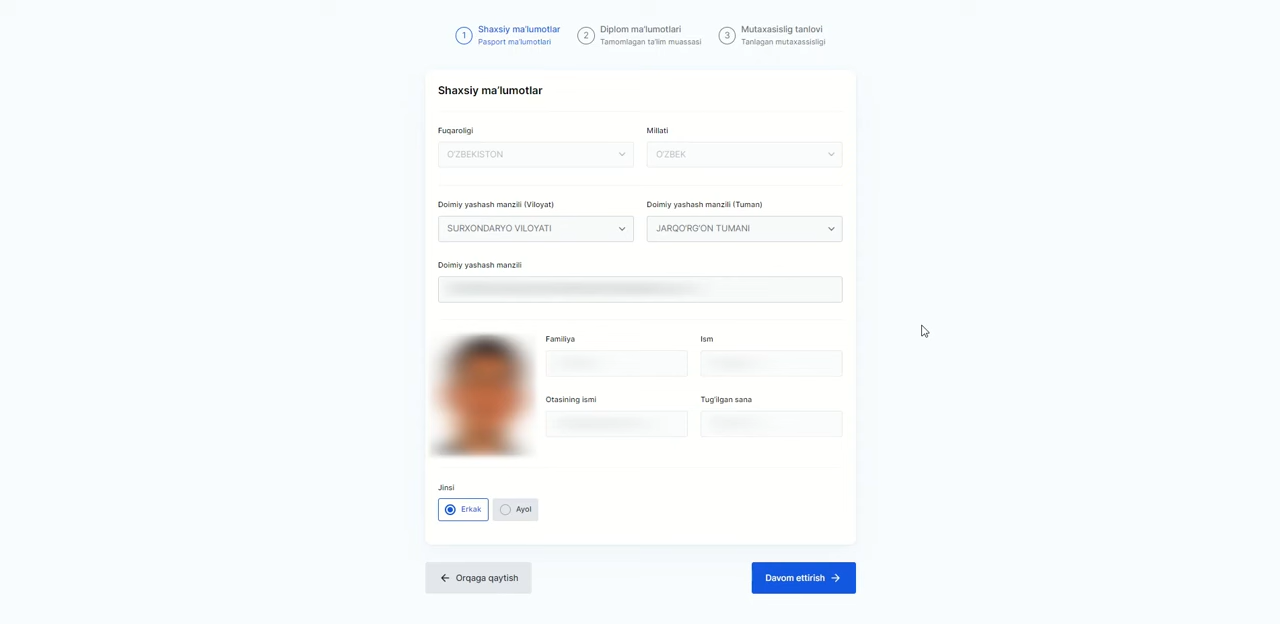 1 Shaxsiy ma'lumotlar
Pasport ma'lumotlari
2 Diplom ma'lumotlari
Tamomlagan ta'lim muassasi
3 Mutaxasislig tanlovi
Tanlagan mutaxassisligi
Shaxsiy ma'lumotlar
Fuqaroligi
Millati
O'ZBEKISTON
O'ZBEK
Doimiy yashash manzili (Viloyat)
Doimiy yashash manzili (Tuman)
SURXONDARYO VILOYATI
JARQO'RG'ON TUMANI
Doimiy yashash manzili
Familiya
Ism
Otasining ismi
Tug'ilgan sana
Jinsi
Erkak
Ayol
Orqaga qaytish
Davom ettirish